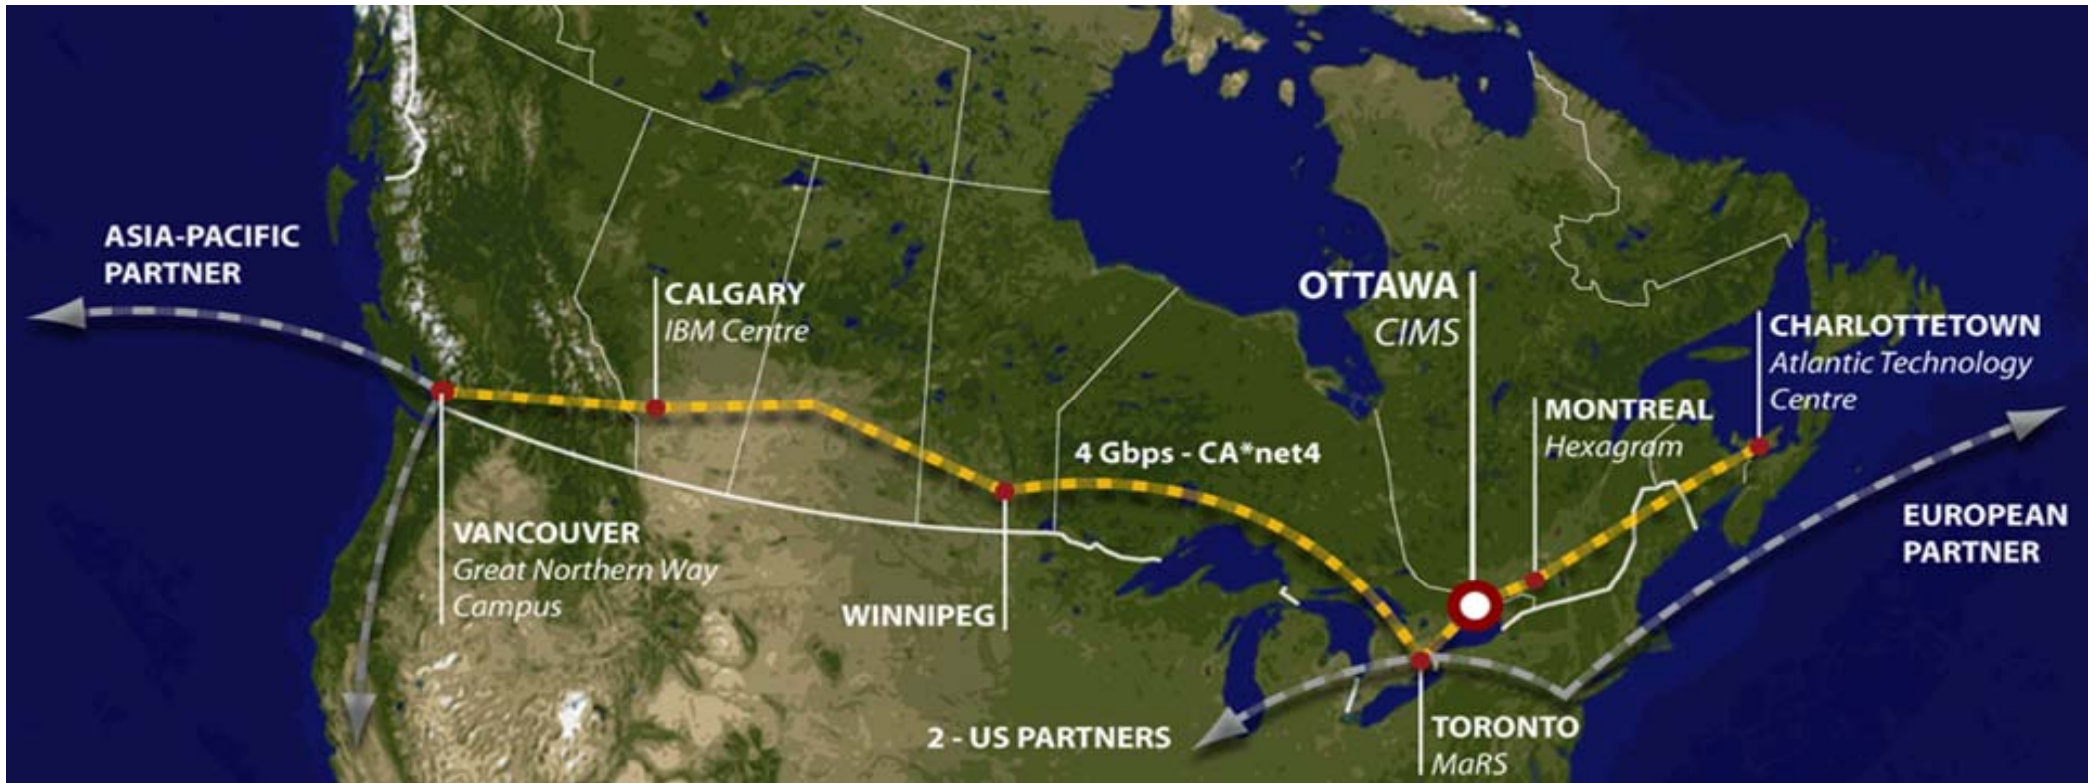 ASIA-PACIFIC
PARTNER
CALGARY
IBM Centre
OTTAWA
CIMS
CHARLOTTETOWN
Atlantic Technology
Centre
MONTREAL
Hexagram
4 Gbps - CA*net4
VANCOUVER
Great Northern Way
Campus
WINNIPEG
EUROPEAN
PARTNER
2 - US PARTNERS
TORONTO
MaRS